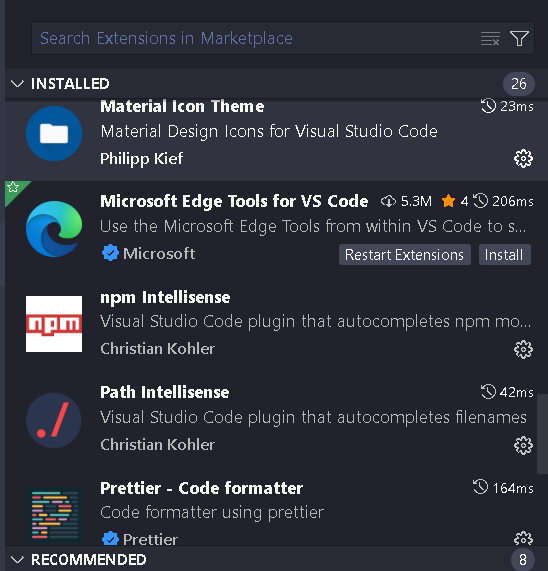 Search Extensions in Marketplace
INSTALLED 26
Material Icon Theme 23ms
Material Design Icons for Visual Studio Code
Philipp Kief
Microsoft Edge Tools for VS Code 5.3M 4 206ms
Use the Microsoft Edge Tools from within VS Code to s...
Microsoft Restart Extensions Install
npm Intellisense
Visual Studio Code plugin that autocompletes npm mo...
npm
Christian Kohler
Path Intellisense 42ms
Visual Studio Code plugin that autocompletes filenames
./
Christian Kohler
Prettier - Code formatter 164ms
Code formatter using prettier
Prettier
RECOMMENDED 8